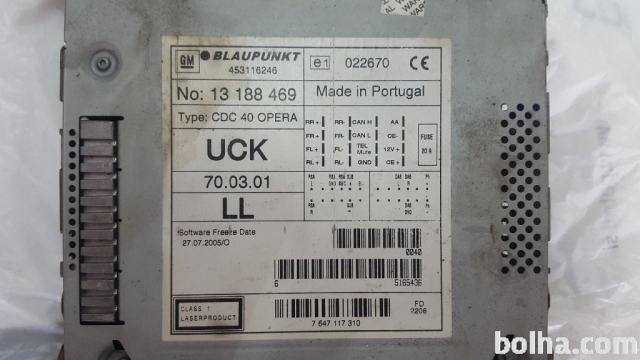 GM BLAUPUNKT
453116246
e1 022670 CE
No: 13 188 469
Made in Portugal
Type: CDC 40 OPERA
UCK
70.03.01
LL
RR + RR- CAN H AA
FR + FR- CAN L CE-
FL + FL- TEL Mute 12V +
RL + RL- GND CE +
FUSE
20 A
Software Freeze Date
27.07.2005/O
0040
6 5165436
CLASS 1
LASERPRODUCT
7 647 117 310
FD
2206
bolha.com